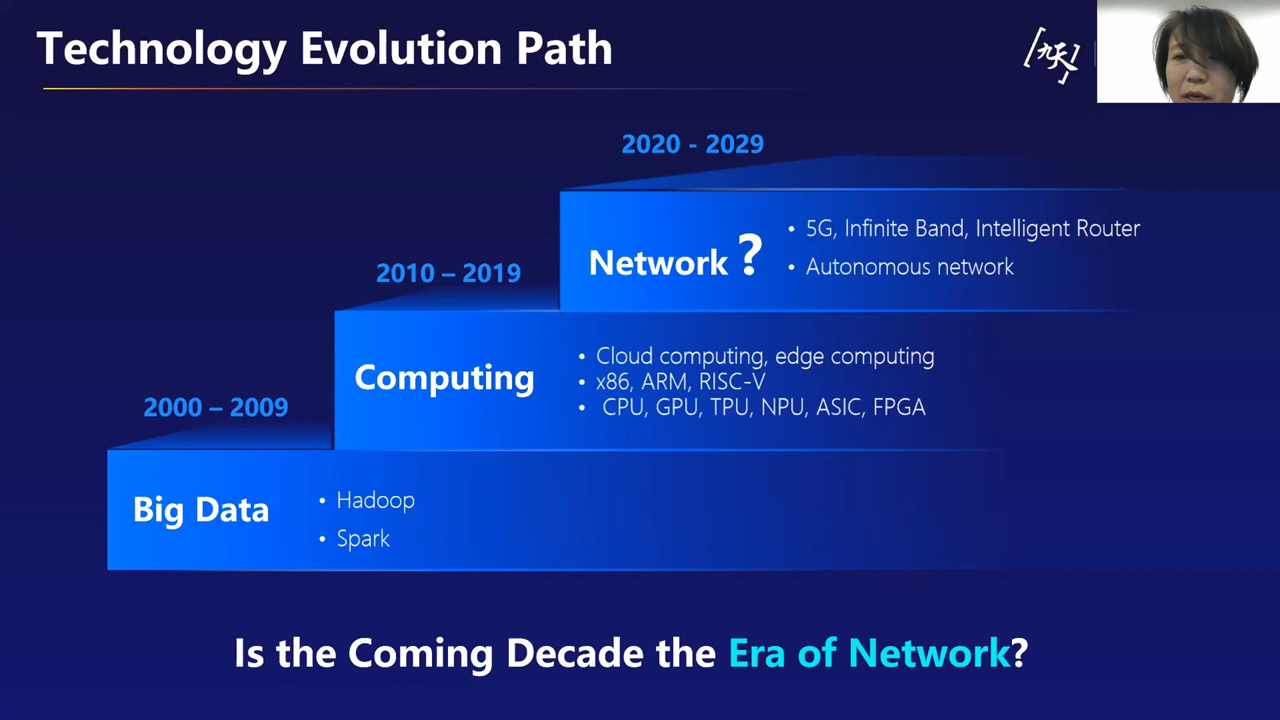 Technology Evolution Path
[九天]
2020 - 2029
Network ?
• 5G, Infinite Band, Intelligent Router
• Autonomous network
2010 – 2019
Computing
• Cloud computing, edge computing
• x86, ARM, RISC-V
• CPU, GPU, TPU, NPU, ASIC, FPGA
2000 – 2009
Big Data
• Hadoop
• Spark
Is the Coming Decade the Era of Network?